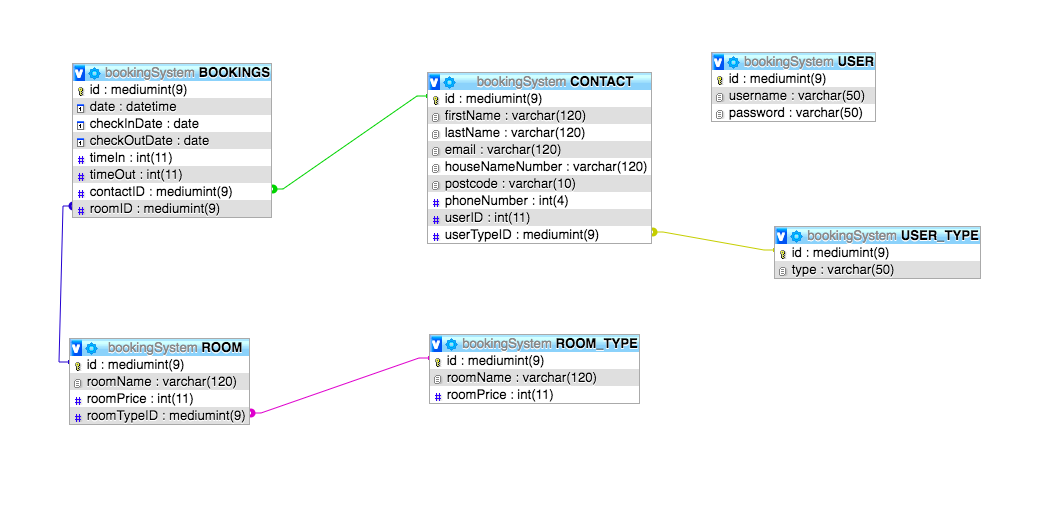 bookingSystem BOOKINGS
id : mediumint(9)
date : datetime
checkInDate : date
checkOutDate : date
timeIn : int(11)
timeOut : int(11)
contactID : mediumint(9)
roomID : mediumint(9)
bookingSystem CONTACT
id : mediumint(9)
firstName : varchar(120)
lastName : varchar(120)
email : varchar(120)
houseNameNumber : varchar(120)
postcode : varchar(10)
phoneNumber : int(4)
userID : int(11)
userTypeID : mediumint(9)
bookingSystem USER
id : mediumint(9)
username : varchar(50)
password : varchar(50)
bookingSystem USER_TYPE
id : mediumint(9)
type : varchar(50)
bookingSystem ROOM
id : mediumint(9)
roomName : varchar(120)
roomPrice : int(11)
roomTypeID : mediumint(9)
bookingSystem ROOM_TYPE
id : mediumint(9)
roomName : varchar(120)
roomPrice : int(11)